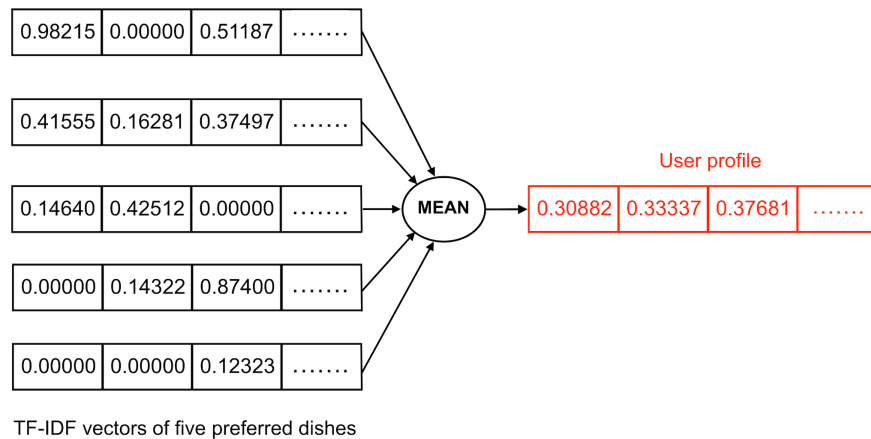 0.98215 0.00000 0.51187 .......
0.41555 0.16281 0.37497 .......
User profile
0.14640 0.42512 0.00000 .......
MEAN
0.30882 0.33337 0.37681 .......
0.00000 0.14322 0.87400 .......
0.00000 0.00000 0.12323 .......
TF-IDF vectors of five preferred dishes